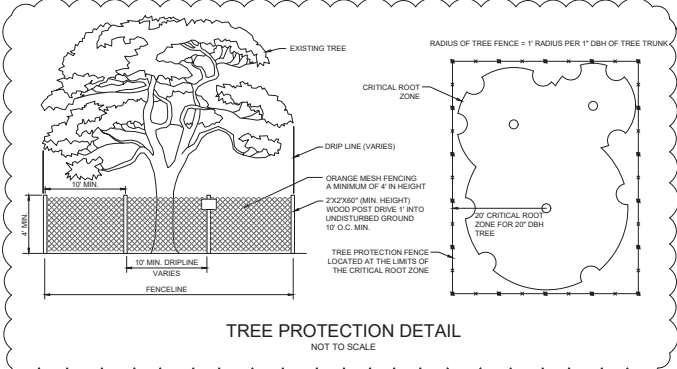 EXISTING TREE
DRIP LINE (VARIES)
10' MIN.
ORANGE MESH FENCING
A MINIMUM OF 4' IN HEIGHT
2'X2'X60" (MIN. HEIGHT)
WOOD POST DRIVE 1' INTO
UNDISTURBED GROUND
10' O.C. MIN.
4' MIN.
10' MIN. DRIPLINE
VARIES
FENCELINE
RADIUS OF TREE FENCE = 1' RADIUS PER 1" DBH OF TREE TRUNK
CRITICAL ROOT
ZONE
20' CRITICAL ROOT
ZONE FOR 20" DBH
TREE
TREE PROTECTION FENCE
LOCATED AT THE LIMITS OF
THE CRITICAL ROOT ZONE
TREE PROTECTION DETAIL
NOT TO SCALE